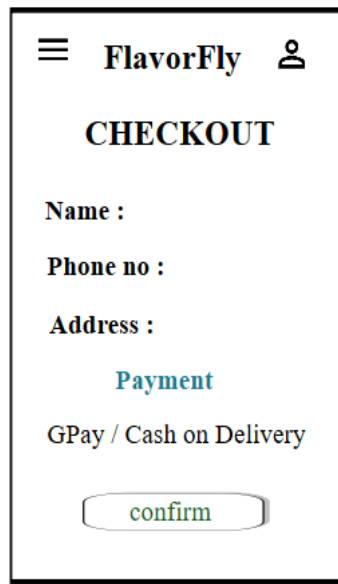 FlavorFly
CHECKOUT
Name :
Phone no :
Address :
Payment
GPay / Cash on Delivery
confirm